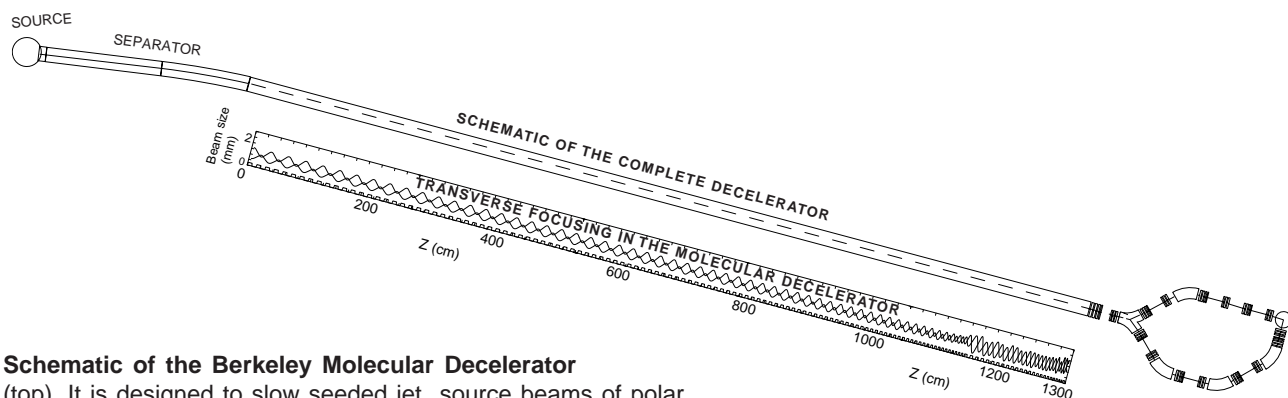 SOURCE
SEPARATOR
SCHEMATIC OF THE COMPLETE DECELERATOR
Beam size
(mm)
2
0
TRANSVERSE FOCUSING IN THE MOLECULAR DECELERATOR
0
200
400
600
800
1000
1200
1300
Z (cm)
Z (cm)
Schematic of the Berkeley Molecular Decelerator
(top). It is designed to slow seeded jet source beams of polar